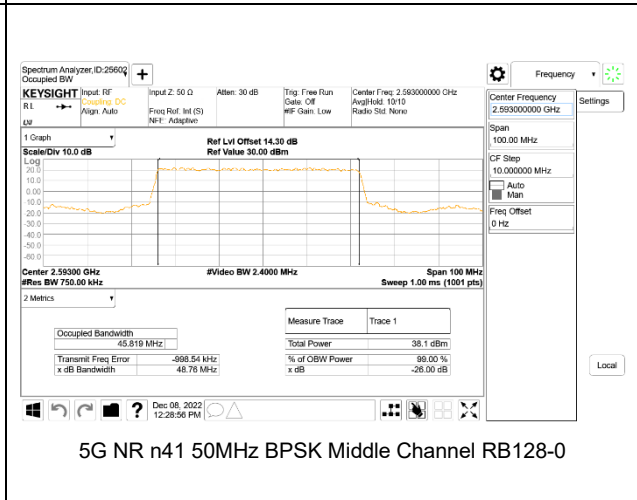 Spectrum Analyzer,ID:25602
Occupied BW
+
Frequency
KEYSIGHT Input: RF Input Z: 50 Ω Atten: 30 dB Trig: Free Run Center Freq: 2.593000000 GHz
RL Coupling: DC Gate: Off Avg|Hold: 10/10
Align: Auto Freq Ref: Int (S) #IF Gain: Low Radio Std: None
NFE: Adaptive
Center Frequency
2.593000000 GHz
Settings
Span
100.00 MHz
CF Step
10.000000 MHz
Auto
Man
Freq Offset
0 Hz
Local
1 Graph
Scale/Div 10.0 dB
Ref Lvl Offset 14.30 dB
Ref Value 30.00 dBm
Log
20.0
10.0
0.00
-10.0
-20.0
-30.0
-40.0
-50.0
-60.0
Center 2.59300 GHz #Video BW 2.4000 MHz Span 100 MHz
#Res BW 750.00 kHz Sweep 1.00 ms (1001 pts)
2 Metrics
Measure Trace Trace 1
Occupied Bandwidth
45.819 MHz Total Power 38.1 dBm
Transmit Freq Error -998.54 kHz % of OBW Power 99.00 %
x dB Bandwidth 48.76 MHz x dB -26.00 dB
? Dec 08, 2022
12:28:56 PM
5G NR n41 50MHz BPSK Middle Channel RB128-0